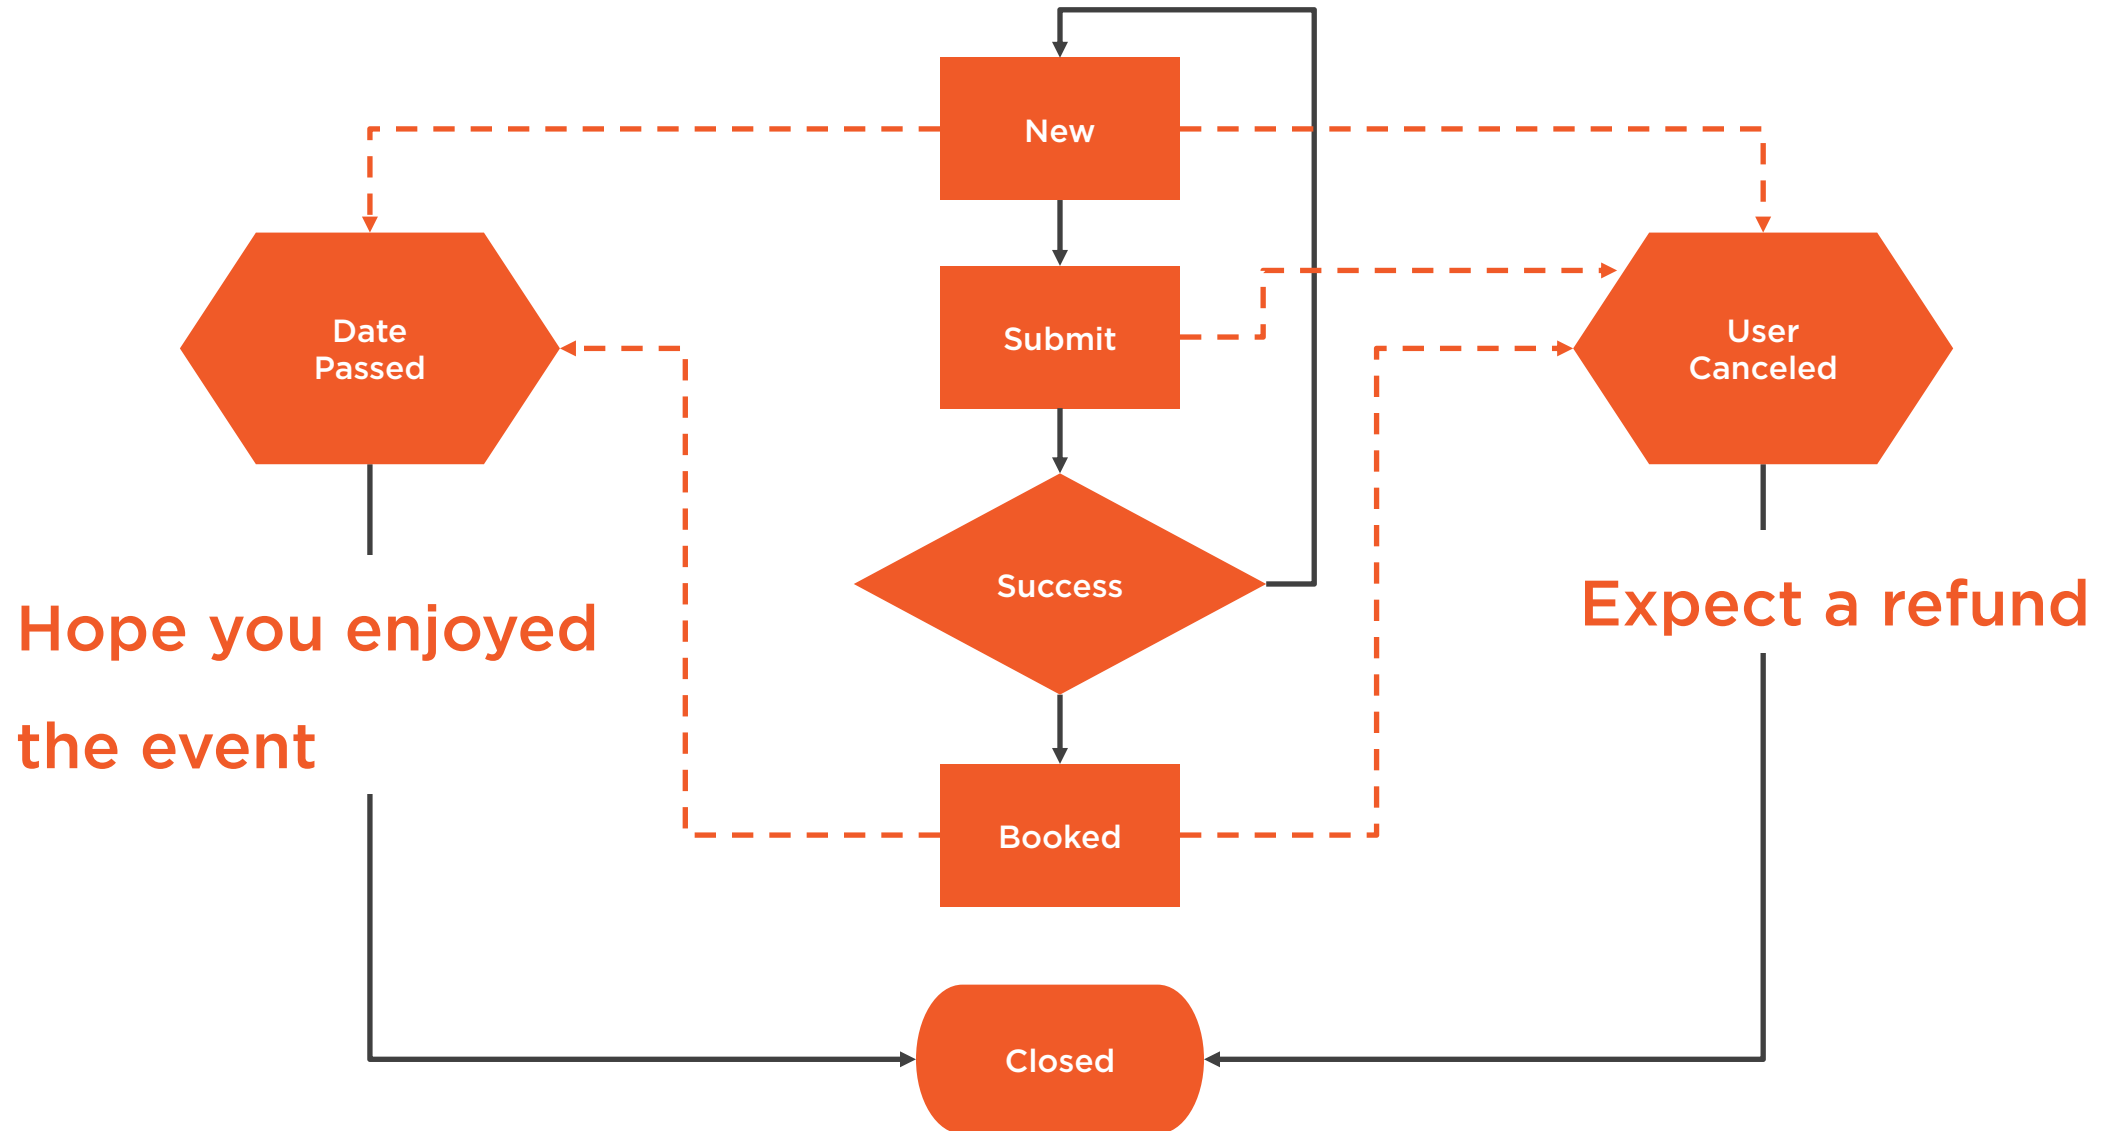 New
Date
Passed
Submit
User
Canceled
Success
Hope you enjoyed
the event
Expect a refund
Booked
Closed